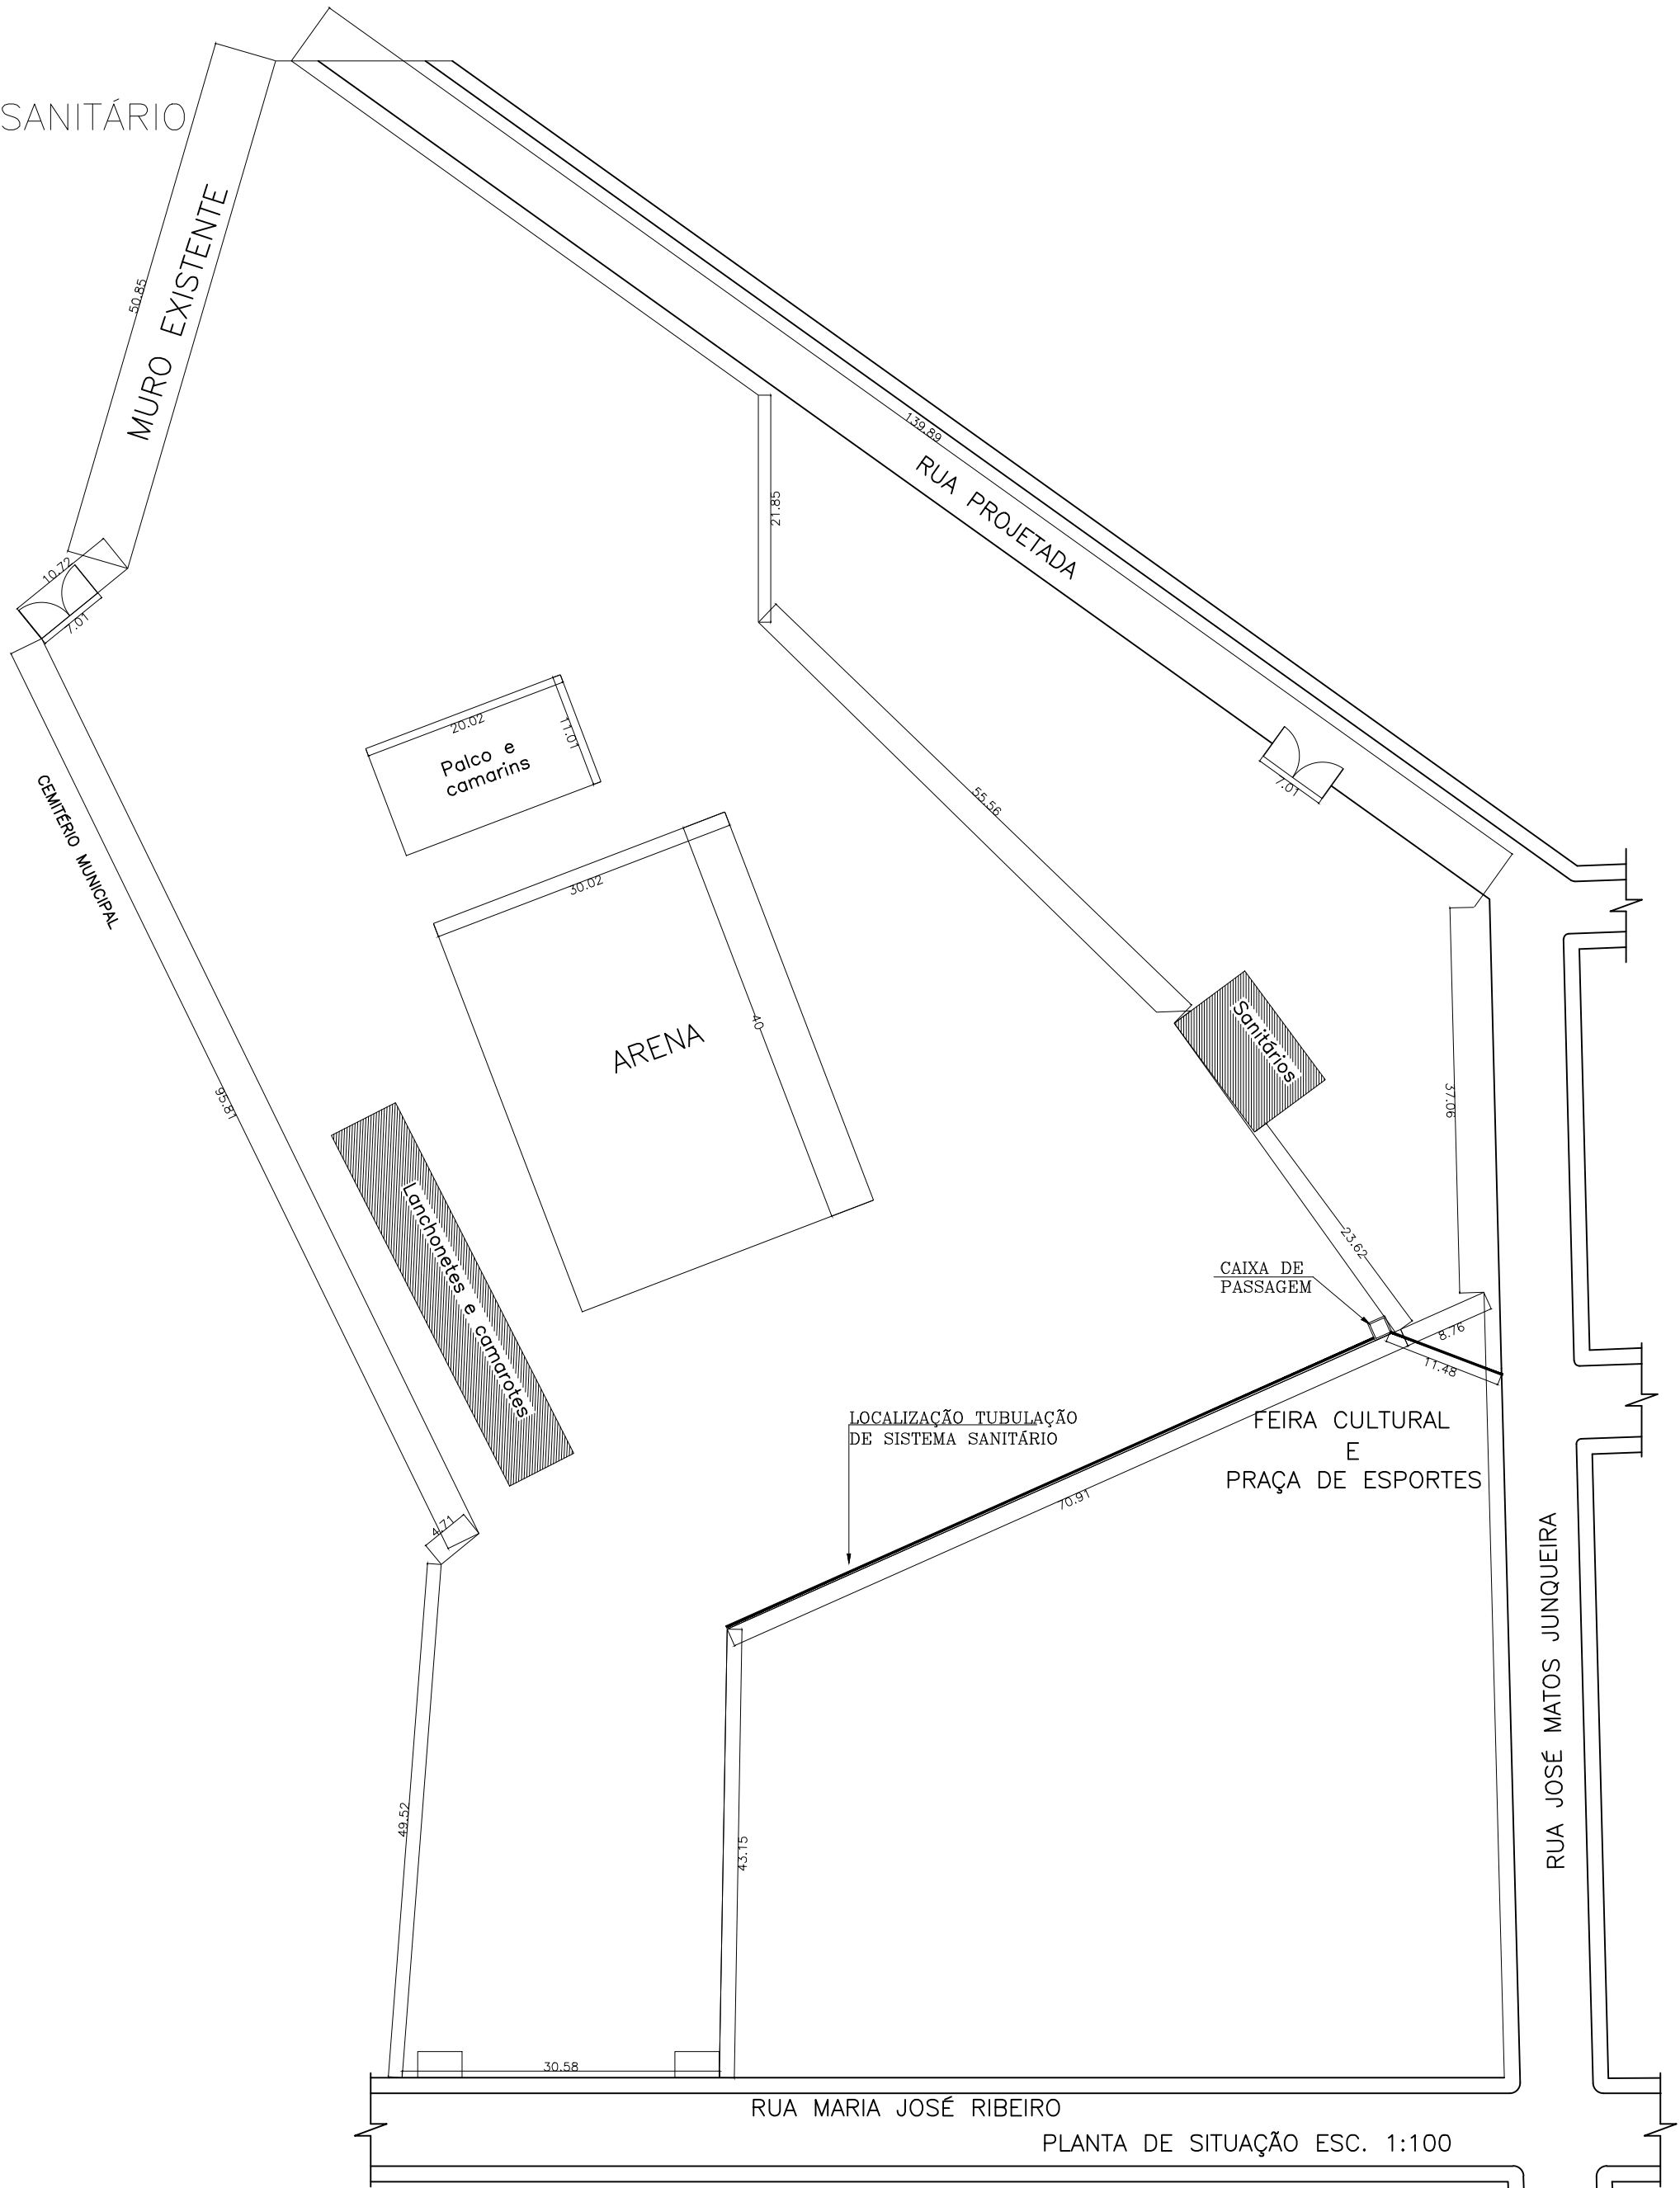 SANITÁRIO
MURO EXISTENTE
50.85
139.89
RUA PROJETADA
21.85
10.72
7.01
20.02
11.01
Palco e
camarins
55.56
7.01
CEMITÉRIO MUNICIPAL
30.02
40
ARENA
Sanitários
95.81
37.06
Lanchonetes e camarotes
23.62
CAIXA DE
PASSAGEM
8.76
11.48
LOCALIZAÇÃO TUBULAÇÃO
DE SISTEMA SANITÁRIO
FEIRA CULTURAL
E
PRAÇA DE ESPORTES
70.91
4.71
RUA JOSÉ MATOS JUNQUEIRA
49.52
43.15
30.58
RUA MARIA JOSÉ RIBEIRO
PLANTA DE SITUAÇÃO ESC. 1:100